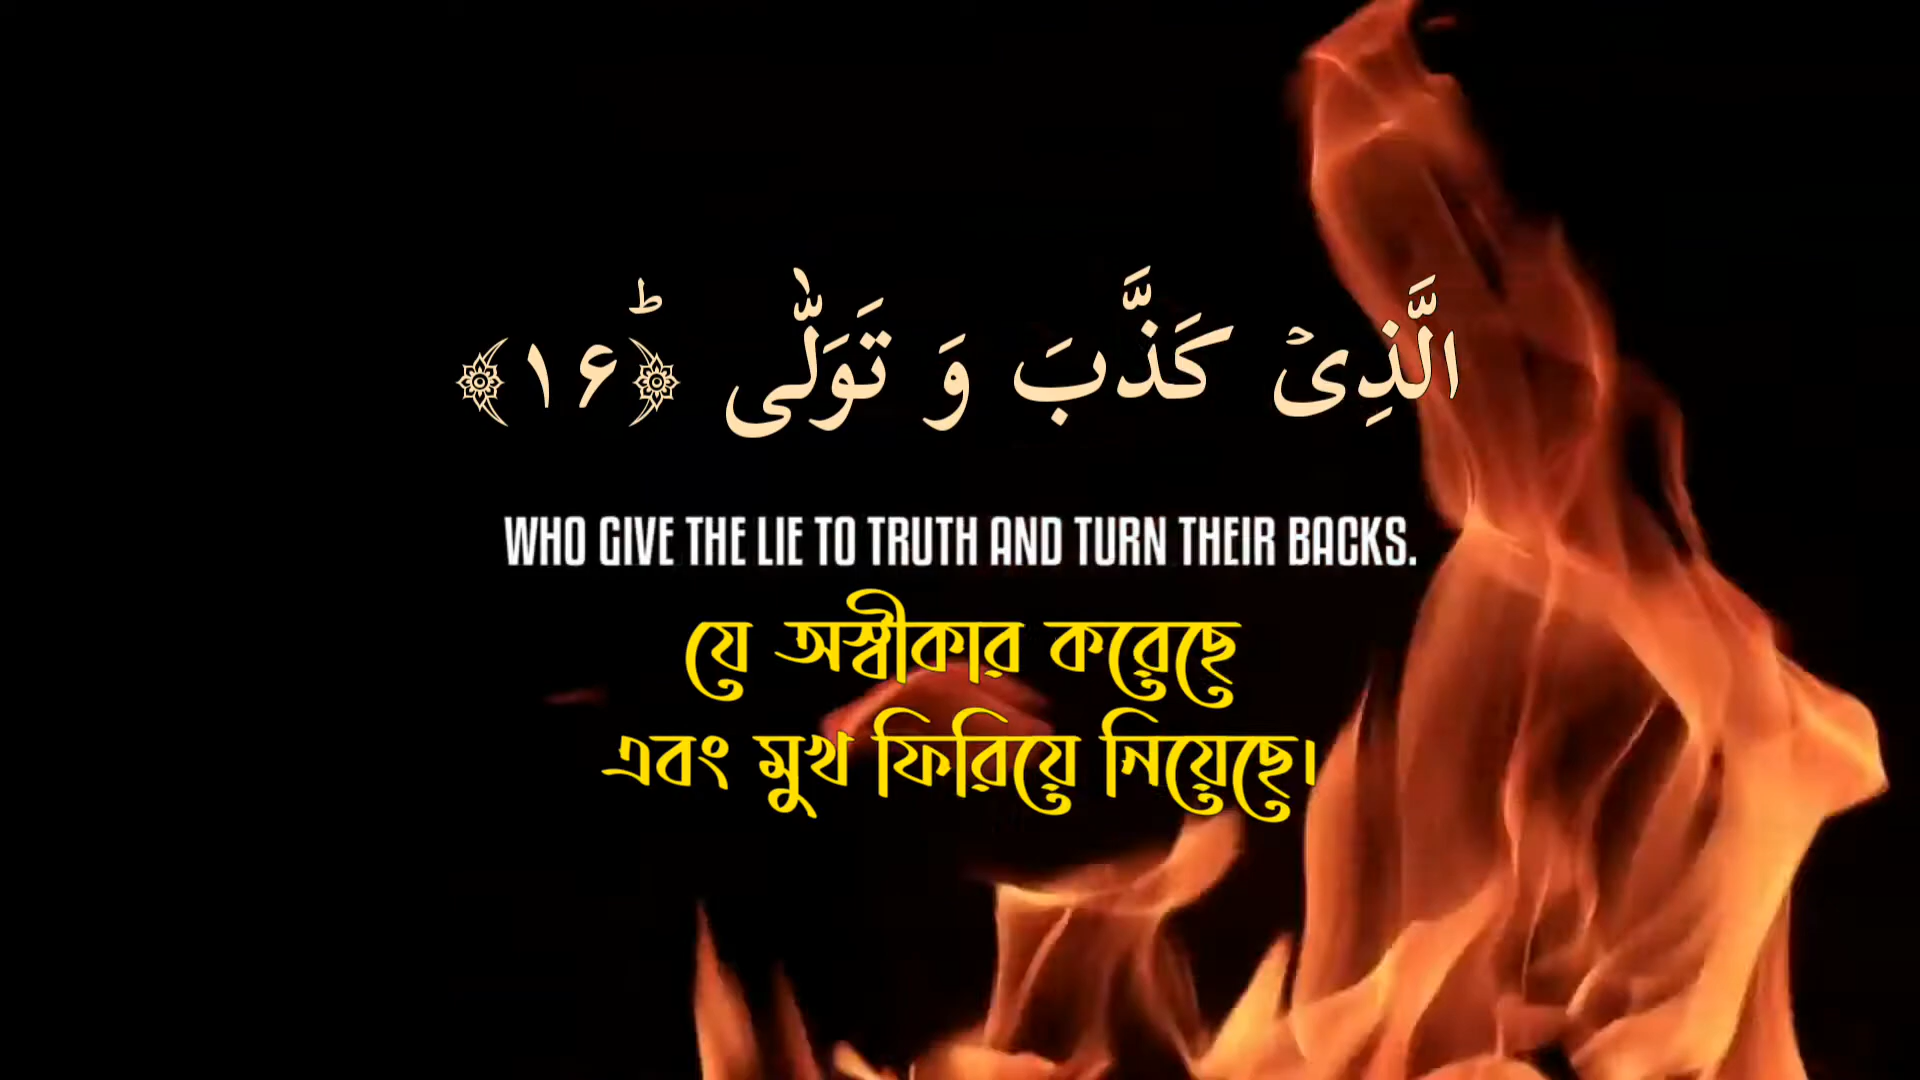 الَّذِیۡ کَذَّبَ وَ تَوَلّٰی ﴿ؕ۱۶﴾
WHO GIVE THE LIE TO TRUTH AND TURN THEIR BACKS.
যে অস্বীকার করেছে
এবং মুখ ফিরিয়ে নিয়েছে।